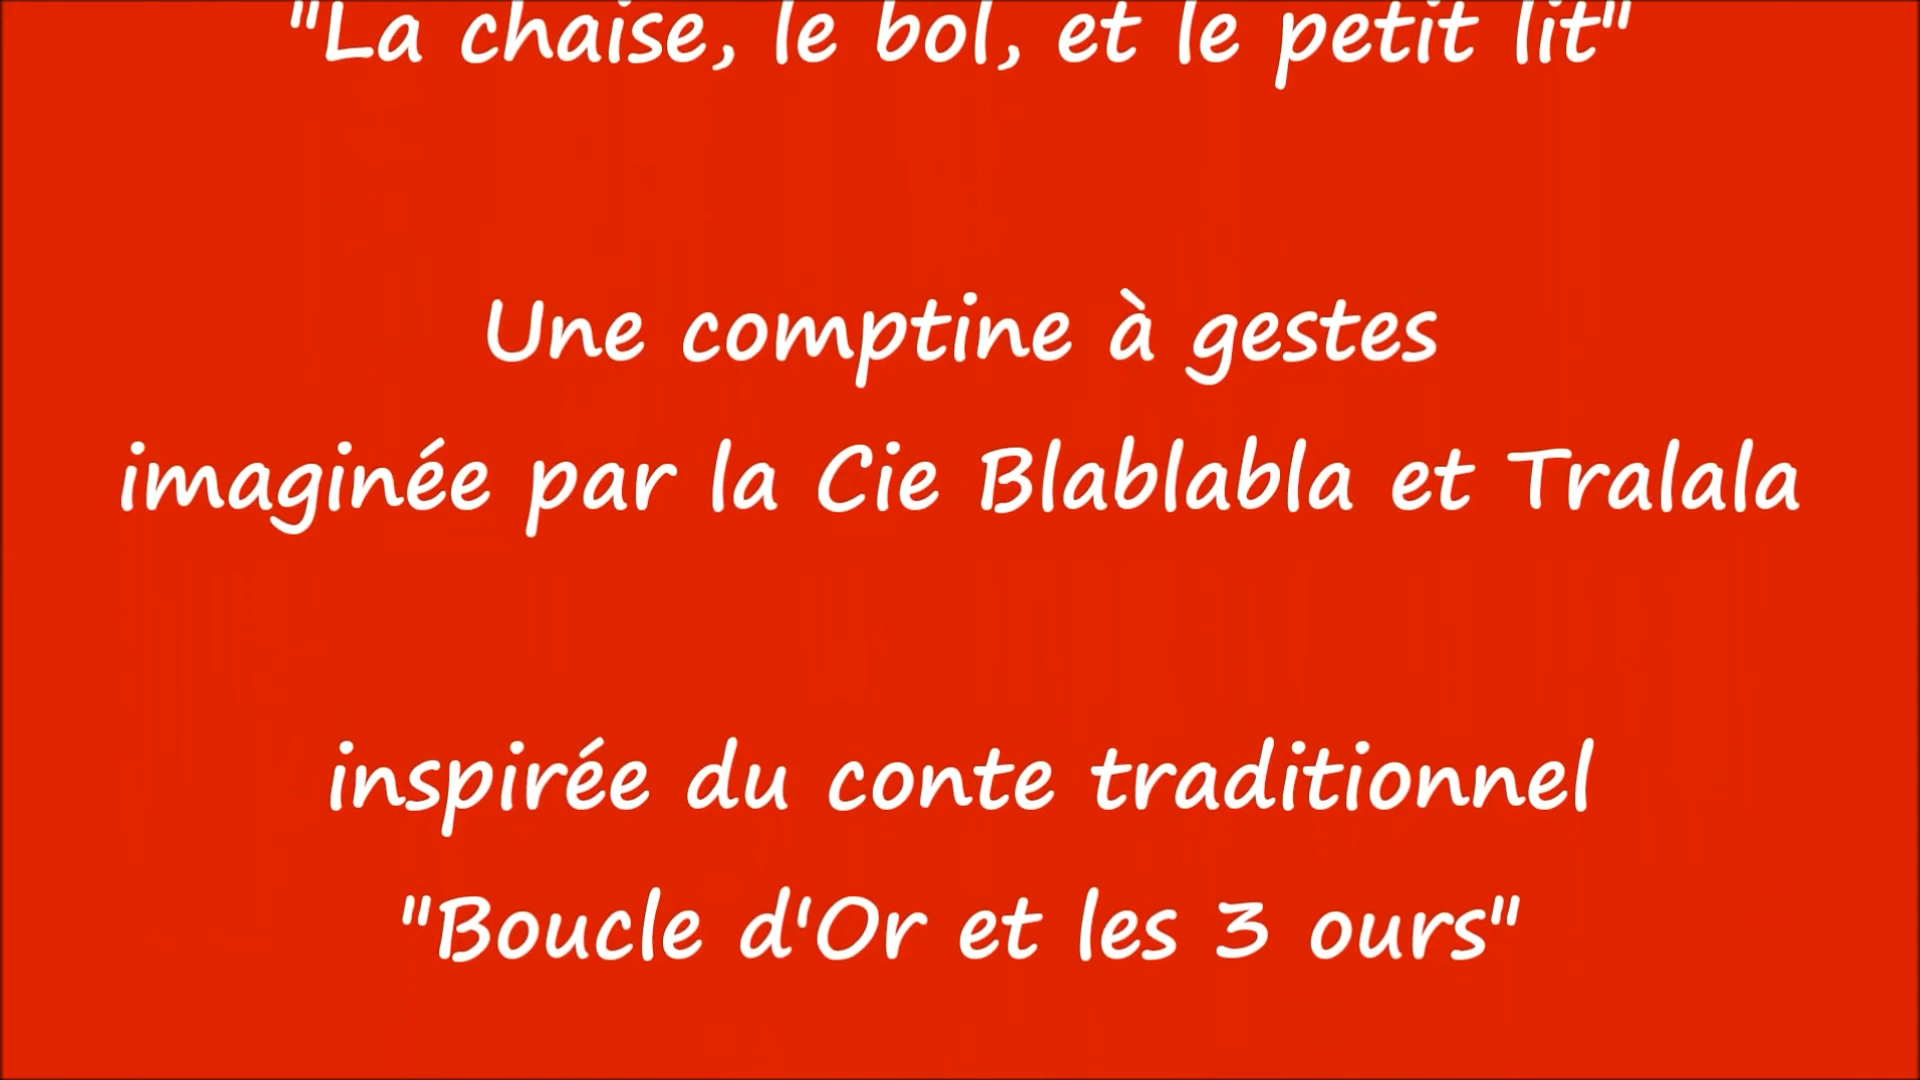 "La chaise, le bol, et le petit lit"
Une comptine à gestes
imaginée par la Cie Blablabla et Tralala
inspirée du conte traditionnel
"Boucle d'Or et les 3 ours"